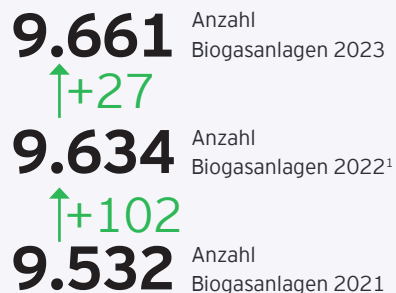 9.661 Anzahl
Biogasanlagen 2023
+27
9.634 Anzahl
Biogasanlagen 2022¹
+102
9.532 Anzahl
Biogasanlagen 2021